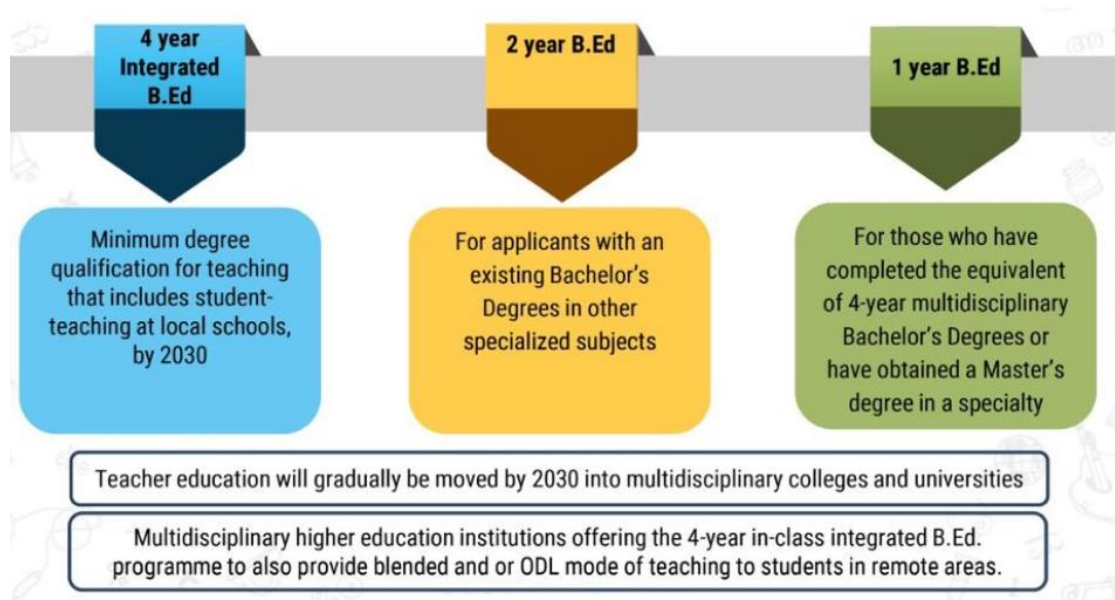 4 year
Integrated
B.Ed
2 year B.Ed
1 year B.Ed
Minimum degree
qualification for teaching
that includes student-
teaching at local schools,
by 2030
For applicants with an
existing Bachelor's
Degrees in other
specialized subjects
For those who have
completed the equivalent
of 4-year multidisciplinary
Bachelor's Degrees or
have obtained a Master's
degree in a specialty
Teacher education will gradually be moved by 2030 into multidisciplinary colleges and universities
Multidisciplinary higher education institutions offering the 4-year in-class integrated B.Ed.
programme to also provide blended and or ODL mode of teaching to students in remote areas.